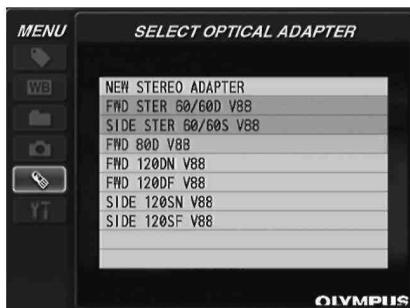 MENU
SELECT OPTICAL ADAPTER
WB
NEW STEREO ADAPTER
FWD STER 60/60D V88
SIDE STER 60/60S V88
FWD 80D V88
FWD 120DN V88
FWD 120DF V88
SIDE 120SN V88
SIDE 120SF V88
OLYMPUS